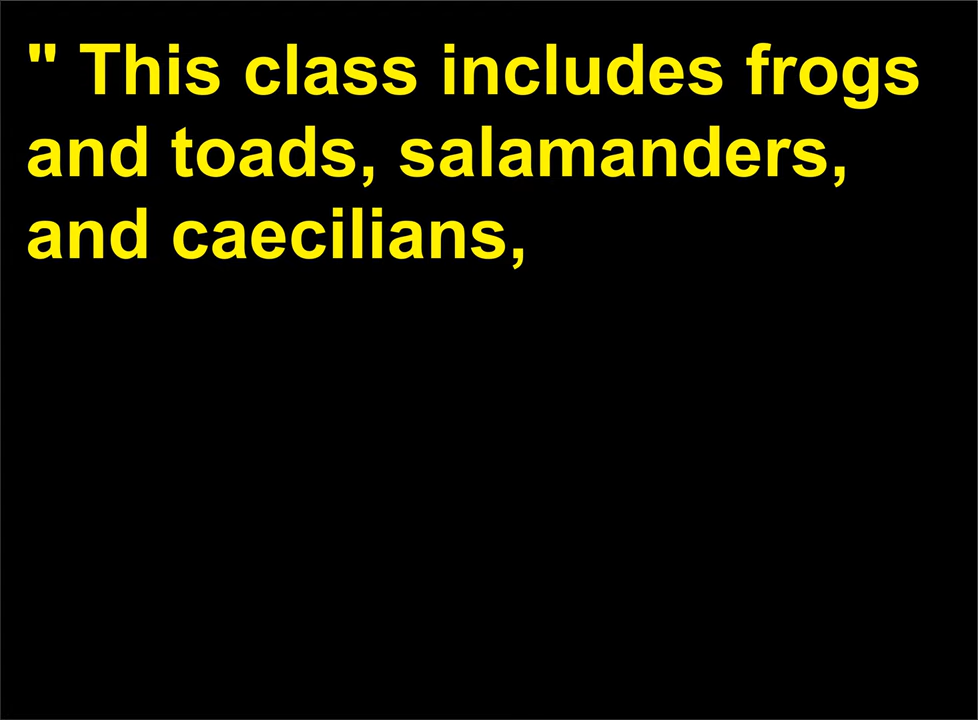 " This class includes frogs
and toads, salamanders,
and caecilians,